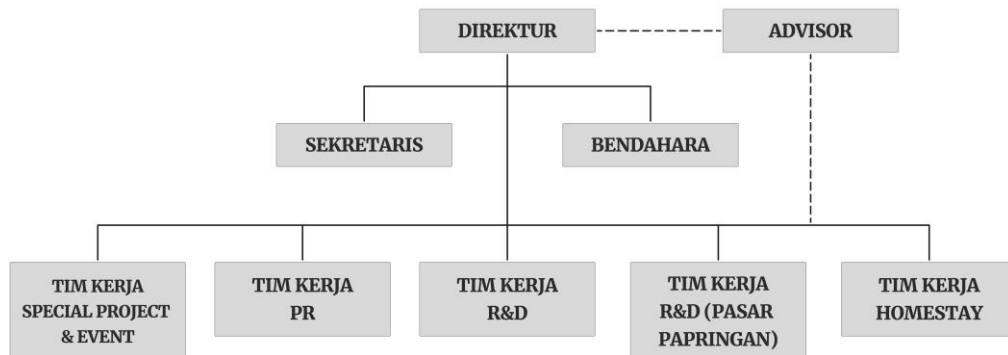 DIREKTUR
ADVISOR
SEKRETARIS
BENDAHARA
TIM KERJA
SPECIAL PROJECT
& EVENT
TIM KERJA
PR
TIM KERJA
R&D
TIM KERJA
R&D (PASAR
PAPRINGAN)
TIM KERJA
HOMESTAY